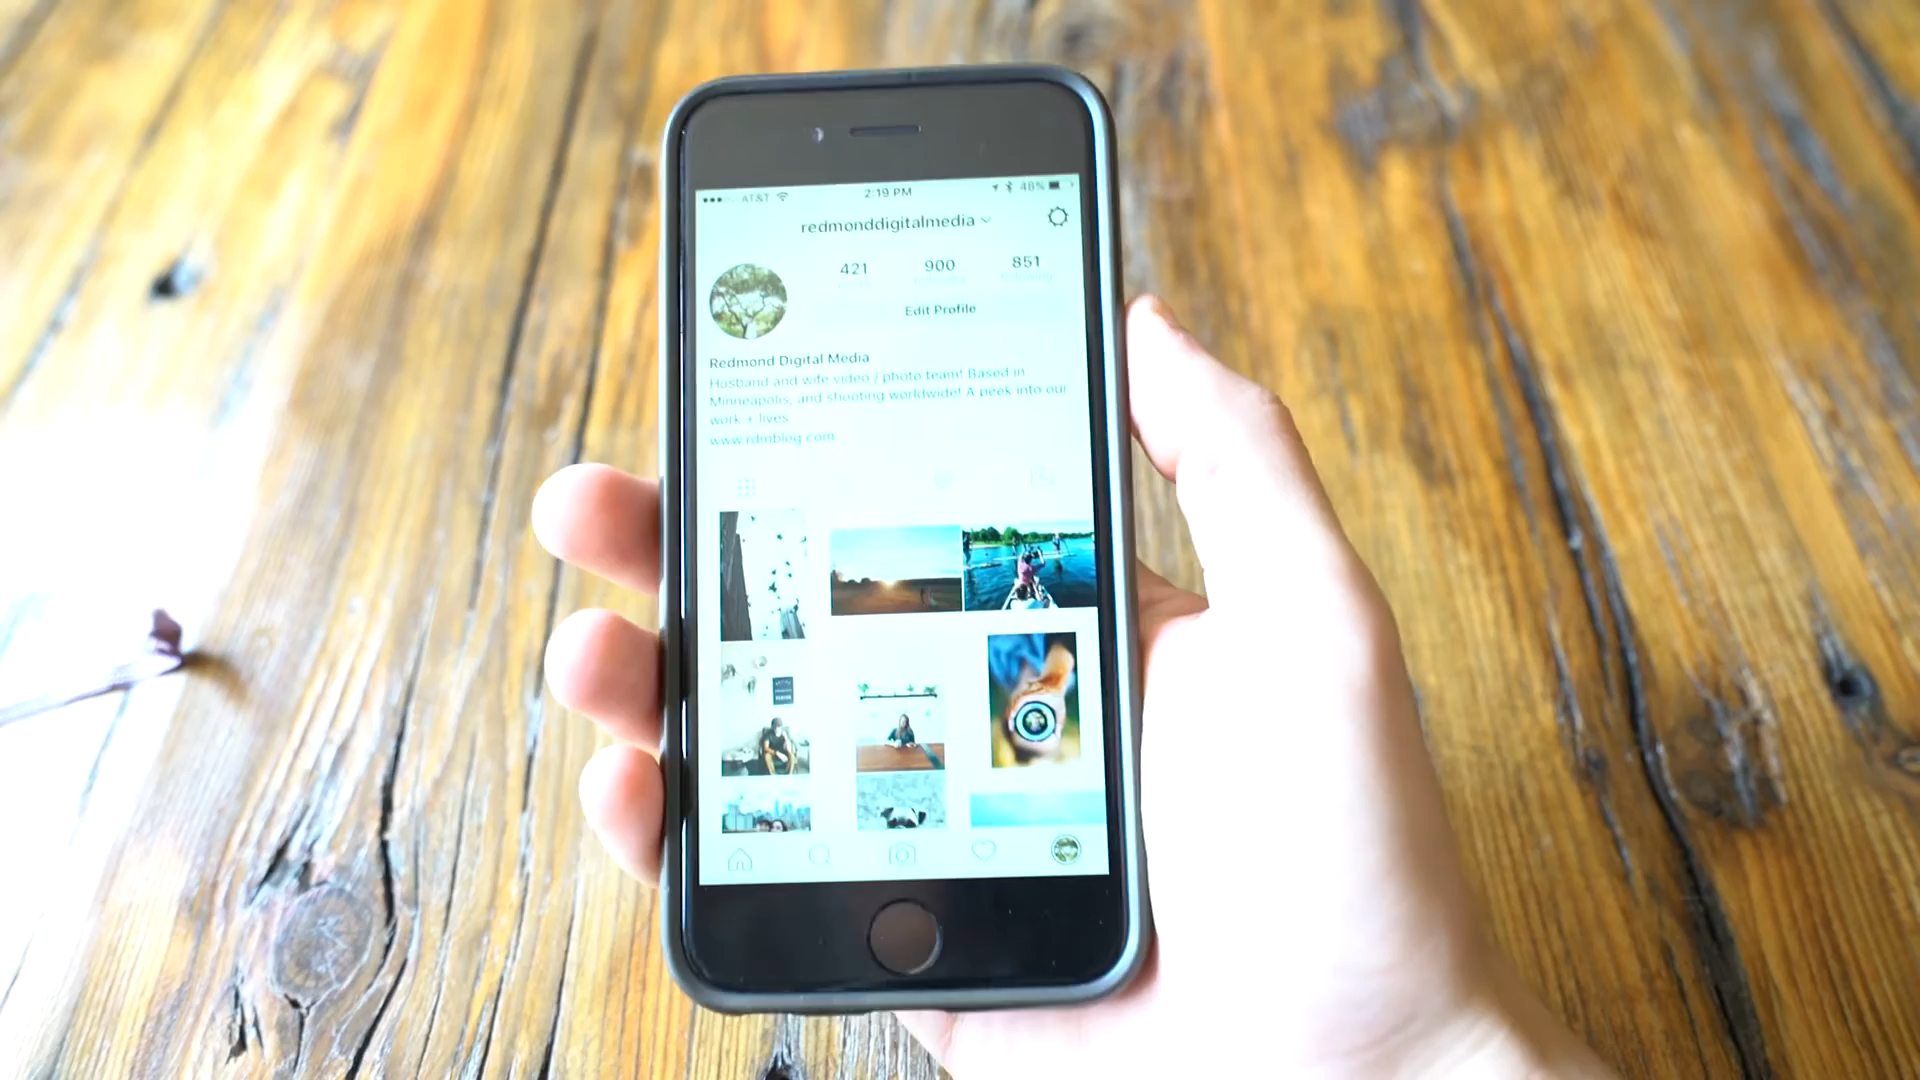 AT&T 2:19 PM 48%
redmonddigitalmedia
421 900 851
Edit Profile
Redmond Digital Media
Husband and wife video / photo team! Based in
Minneapolis, and shooting worldwide! A peek into our
work + lives
www.rdmblog.com